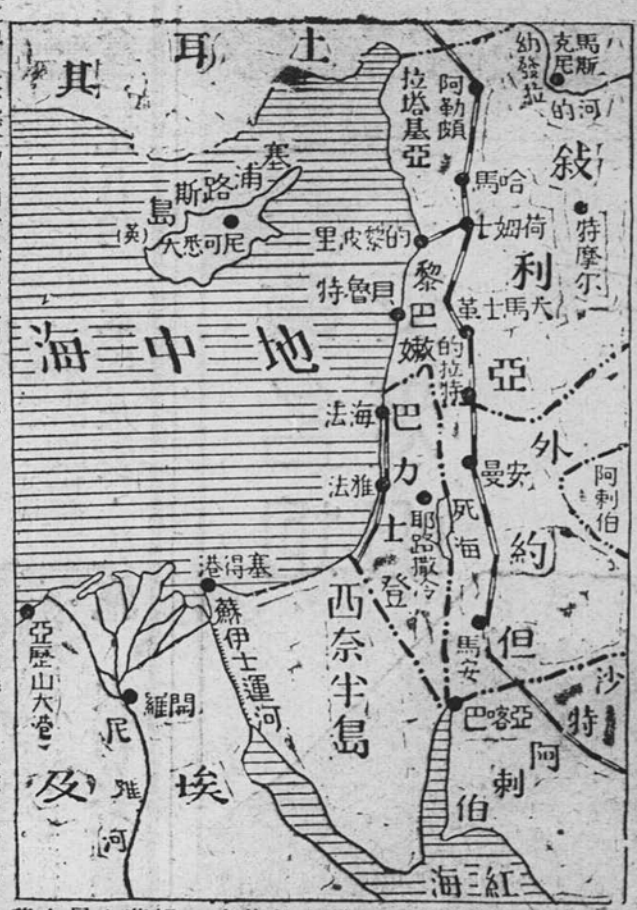 土耳其
幼發拉的河
馬斯克尼
拉塔基亞
阿勒頗
敍利亞
哈馬
塞浦路斯島
(英)
尼可悉大
的黎波里
荷姆士
特摩尔
貝魯特
黎巴嫩
大馬士革
地中海
的拉特
海法
巴力士登
外約但
雅法
安曼
阿剌伯
耶路撒冷
死海
塞得港
蘇伊士運河
西奈半島
馬安
亞歷山大港
開羅
亞喀巴
沙特阿剌伯
尼羅河
埃及
紅海